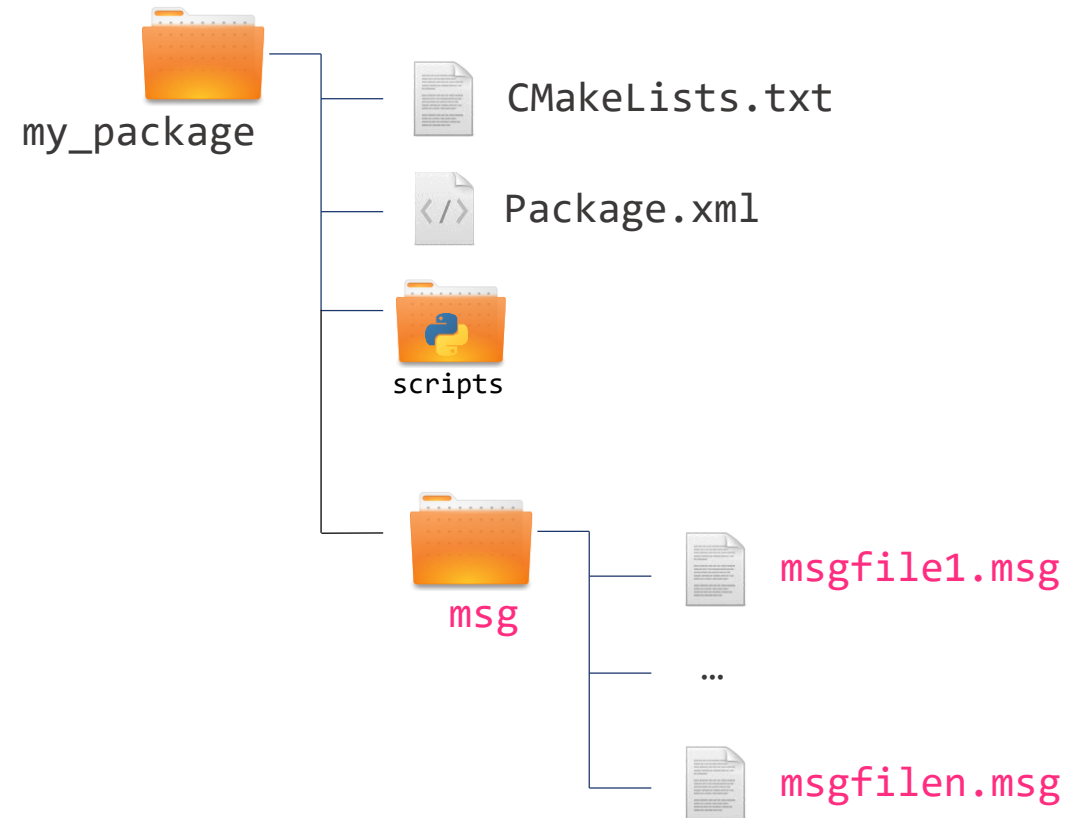 my_package
CMakeLists.txt
</>
Package.xml
scripts
msg
msgfile1.msg
…
msgfilen.msg